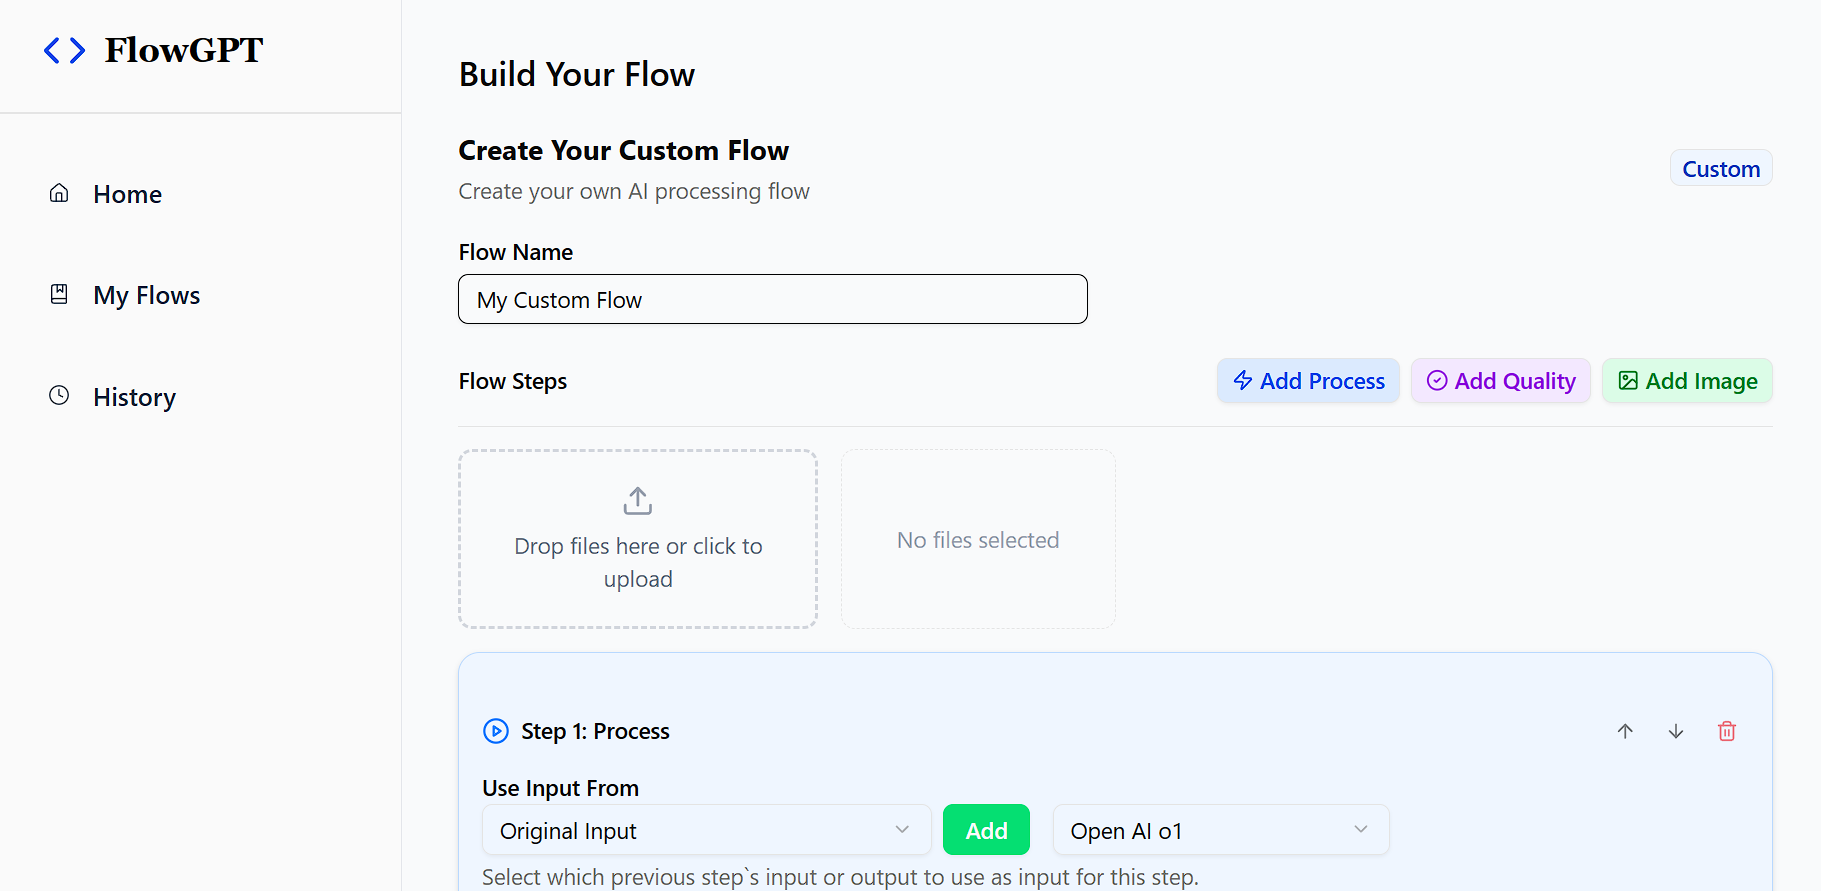 FlowGPT
Home
My Flows
History
Build Your Flow
Create Your Custom Flow
Create your own AI processing flow
Custom
Flow Name
My Custom Flow
Flow Steps
Add Process
Add Quality
Add Image
Drop files here or click to
upload
No files selected
Step 1: Process
Use Input From
Original Input
Add
Open AI o1
Select which previous step`s input or output to use as input for this step.